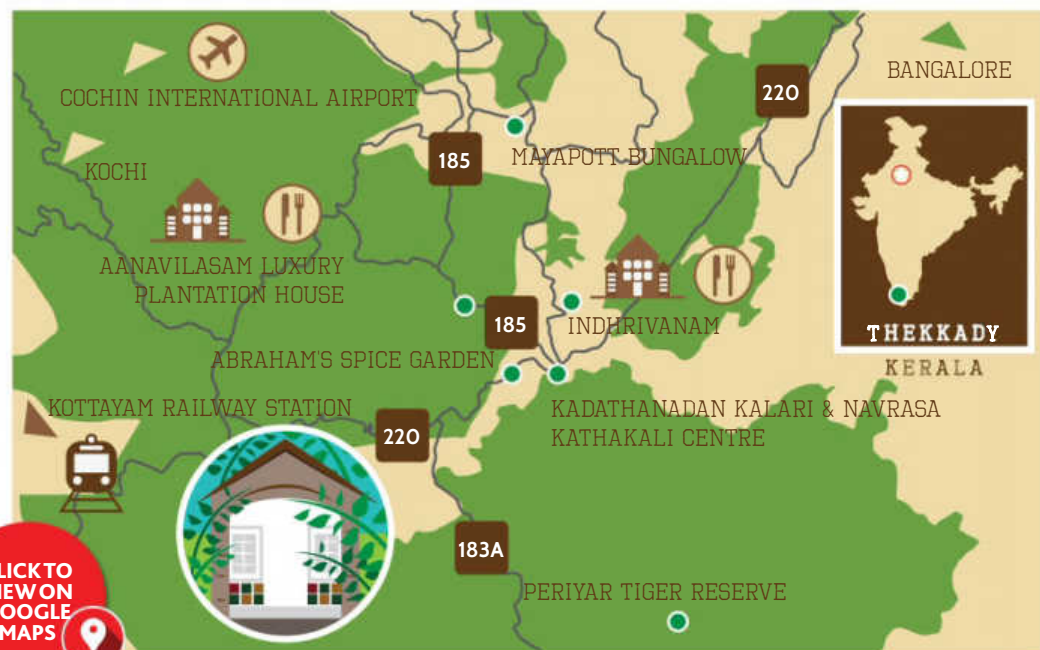 BANGALORE
COCHIN INTERNATIONAL AIRPORT
220
185
MAYAPOTT BUNGALOW
KOCHI
AANAVILASAM LUXURY
PLANTATION HOUSE
185
INDHRIVANAM
THEKKADY
KERALA
ABRAHAM'S SPICE GARDEN
KOTTAYAM RAILWAY STATION
220
KADATHANADAN KALARI & NAVRASA
KATHAKALI CENTRE
183A
PERIYAR TIGER RESERVE
LICK TO
IEW ON
OOGLE
MAPS